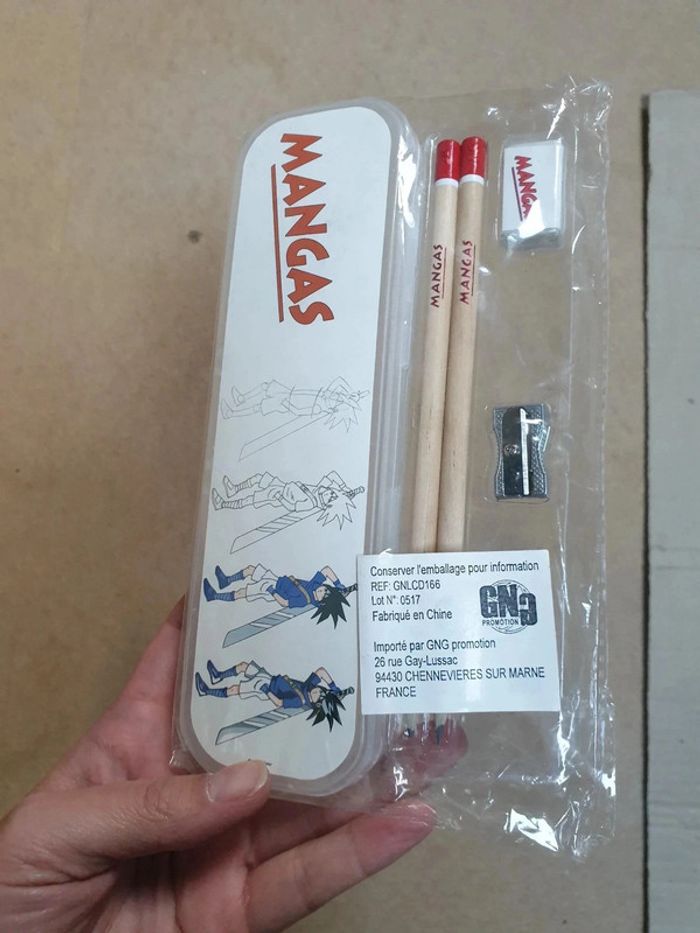 MANGAS
MANGAS
MANGAS
MANGA
Conserver l'emballage pour information
REF: GNLCD166
Lot N°: 0517
Fabriqué en Chine
GNG
PROMOTION
Importé par GNG promotion
26 rue Gay-Lussac
94430 CHENNEVIERES SUR MARNE
FRANCE